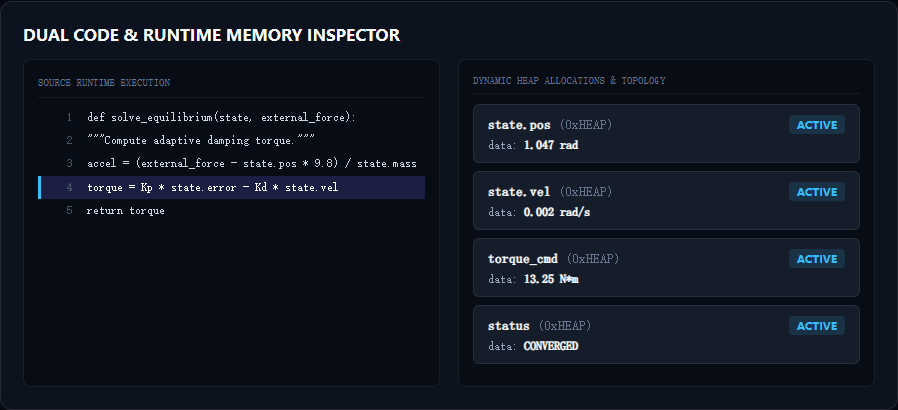 DUAL CODE & RUNTIME MEMORY INSPECTOR
SOURCE RUNTIME EXECUTION
1 def solve_equilibrium(state, external_force):
2 """Compute adaptive damping torque."""
3 accel = (external_force - state.pos * 9.8) / state.mass
4 torque = Kp * state.error - Kd * state.vel
5 return torque
DYNAMIC HEAP ALLOCATIONS & TOPOLOGY
state.pos (0xHEAP) ACTIVE
data: 1.047 rad
state.vel (0xHEAP) ACTIVE
data: 0.002 rad/s
torque_cmd (0xHEAP) ACTIVE
data: 13.25 N*m
status (0xHEAP) ACTIVE
data: CONVERGED